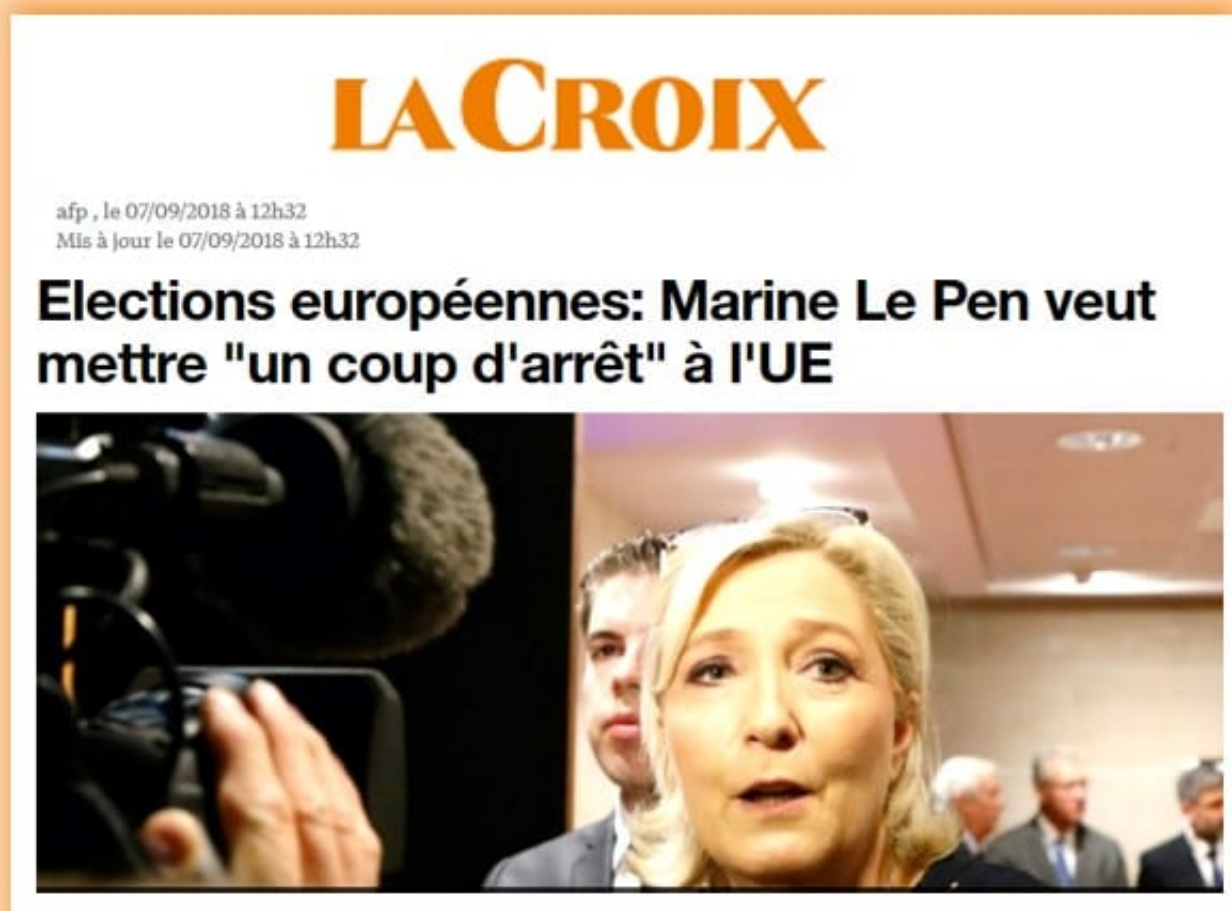 LA CROIX
afp , le 07/09/2018 à 12h32
Mis à jour le 07/09/2018 à 12h32
Elections européennes: Marine Le Pen veut
mettre "un coup d'arrêt" à l'UE